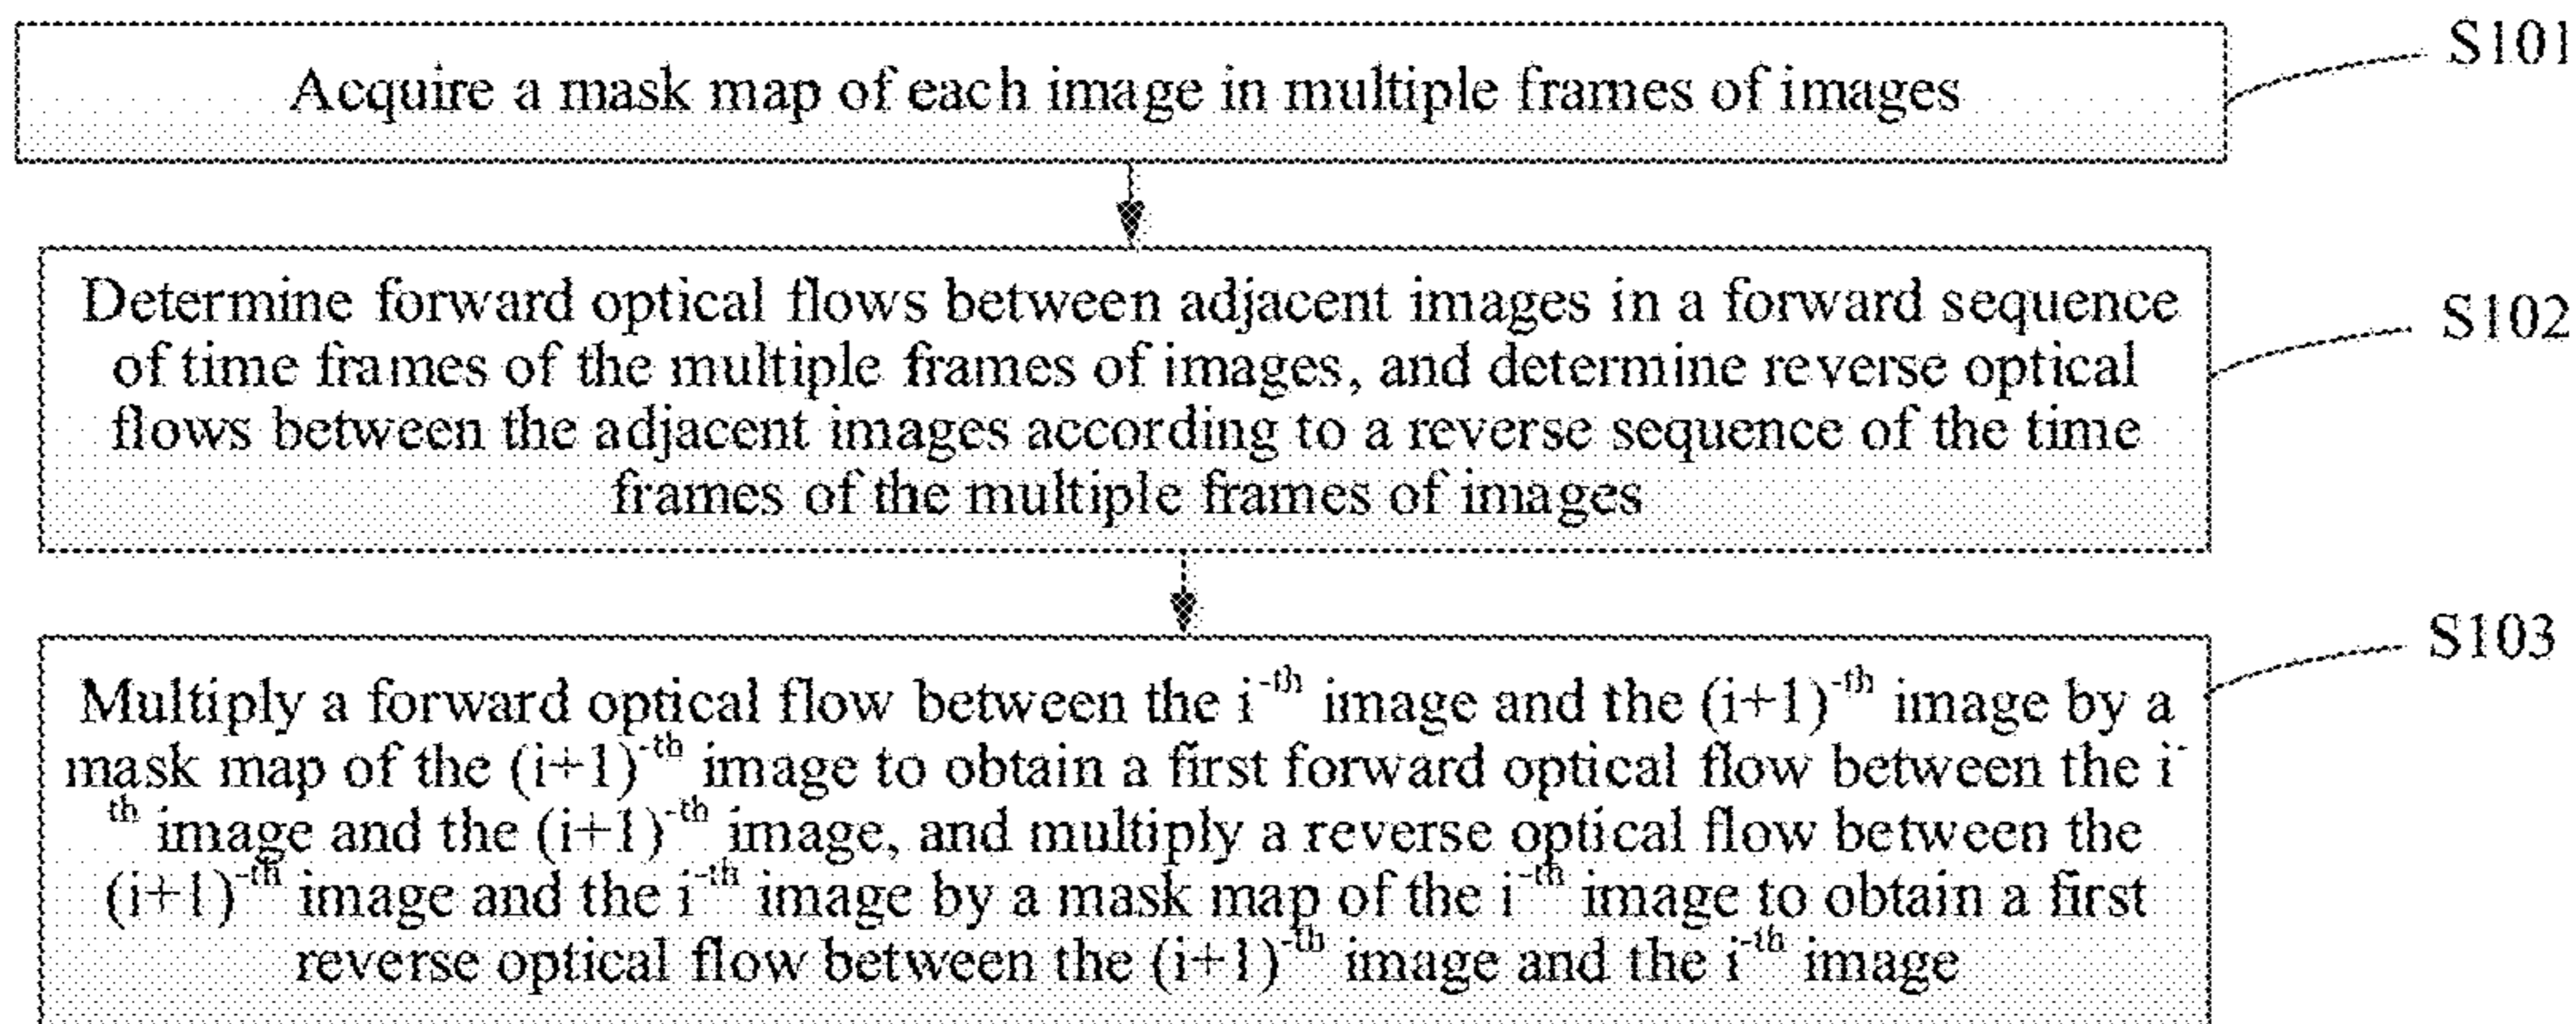 Acquire a mask map of each image in multiple frames of images
S101
Determine forward optical flows between adjacent images in a forward sequence
of time frames of the multiple frames of images, and determine reverse optical
flows between the adjacent images according to a reverse sequence of the time
frames of the multiple frames of images
S102
Multiply a forward optical flow between the i-th image and the (i+1)-th image by a
mask map of the (i+1)-th image to obtain a first forward optical flow between the i-
th image and the (i+1)-th image, and multiply a reverse optical flow between the
(i+1)-th image and the i-th image by a mask map of the i-th image to obtain a first
reverse optical flow between the (i+1)-th image and the i-th image
S103